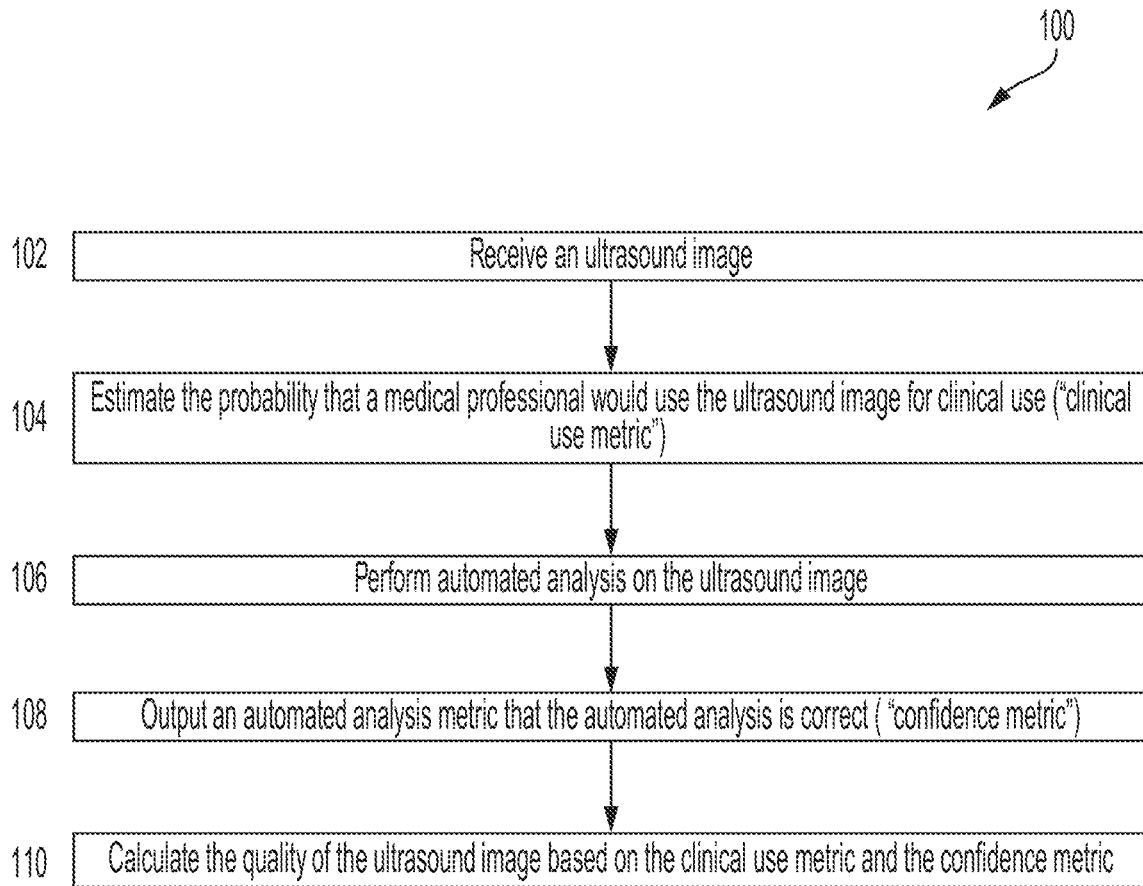 100
102
Receive an ultrasound image
104
Estimate the probability that a medical professional would use the ultrasound image for clinical use (“clinical
use metric”)
106
Perform automated analysis on the ultrasound image
108
Output an automated analysis metric that the automated analysis is correct ( “confidence metric”)
110
Calculate the quality of the ultrasound image based on the clinical use metric and the confidence metric